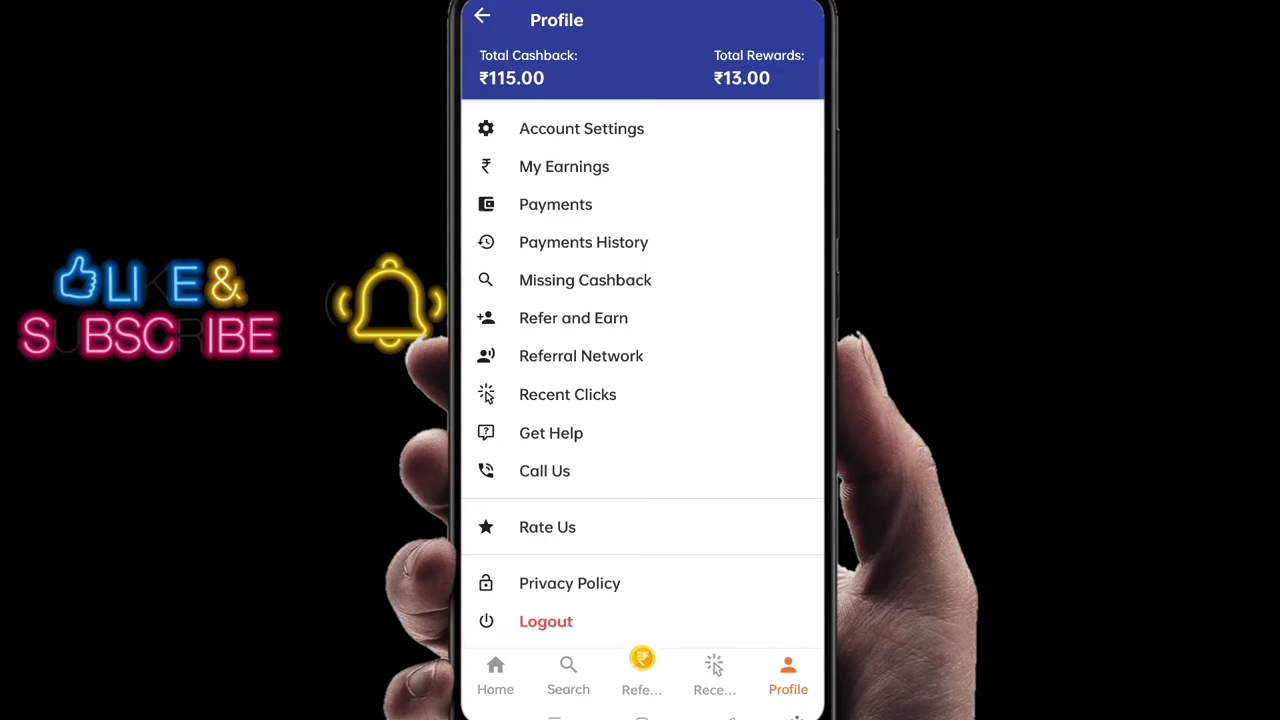 Profile
Total Cashback:
₹115.00
Total Rewards:
₹13.00
Account Settings
My Earnings
Payments
Payments History
Missing Cashback
Refer and Earn
Referral Network
Recent Clicks
Get Help
Call Us
Rate Us
Privacy Policy
Logout
Home
Search
Refe...
Rece...
Profile
LIKE &
SUBSCRIBE